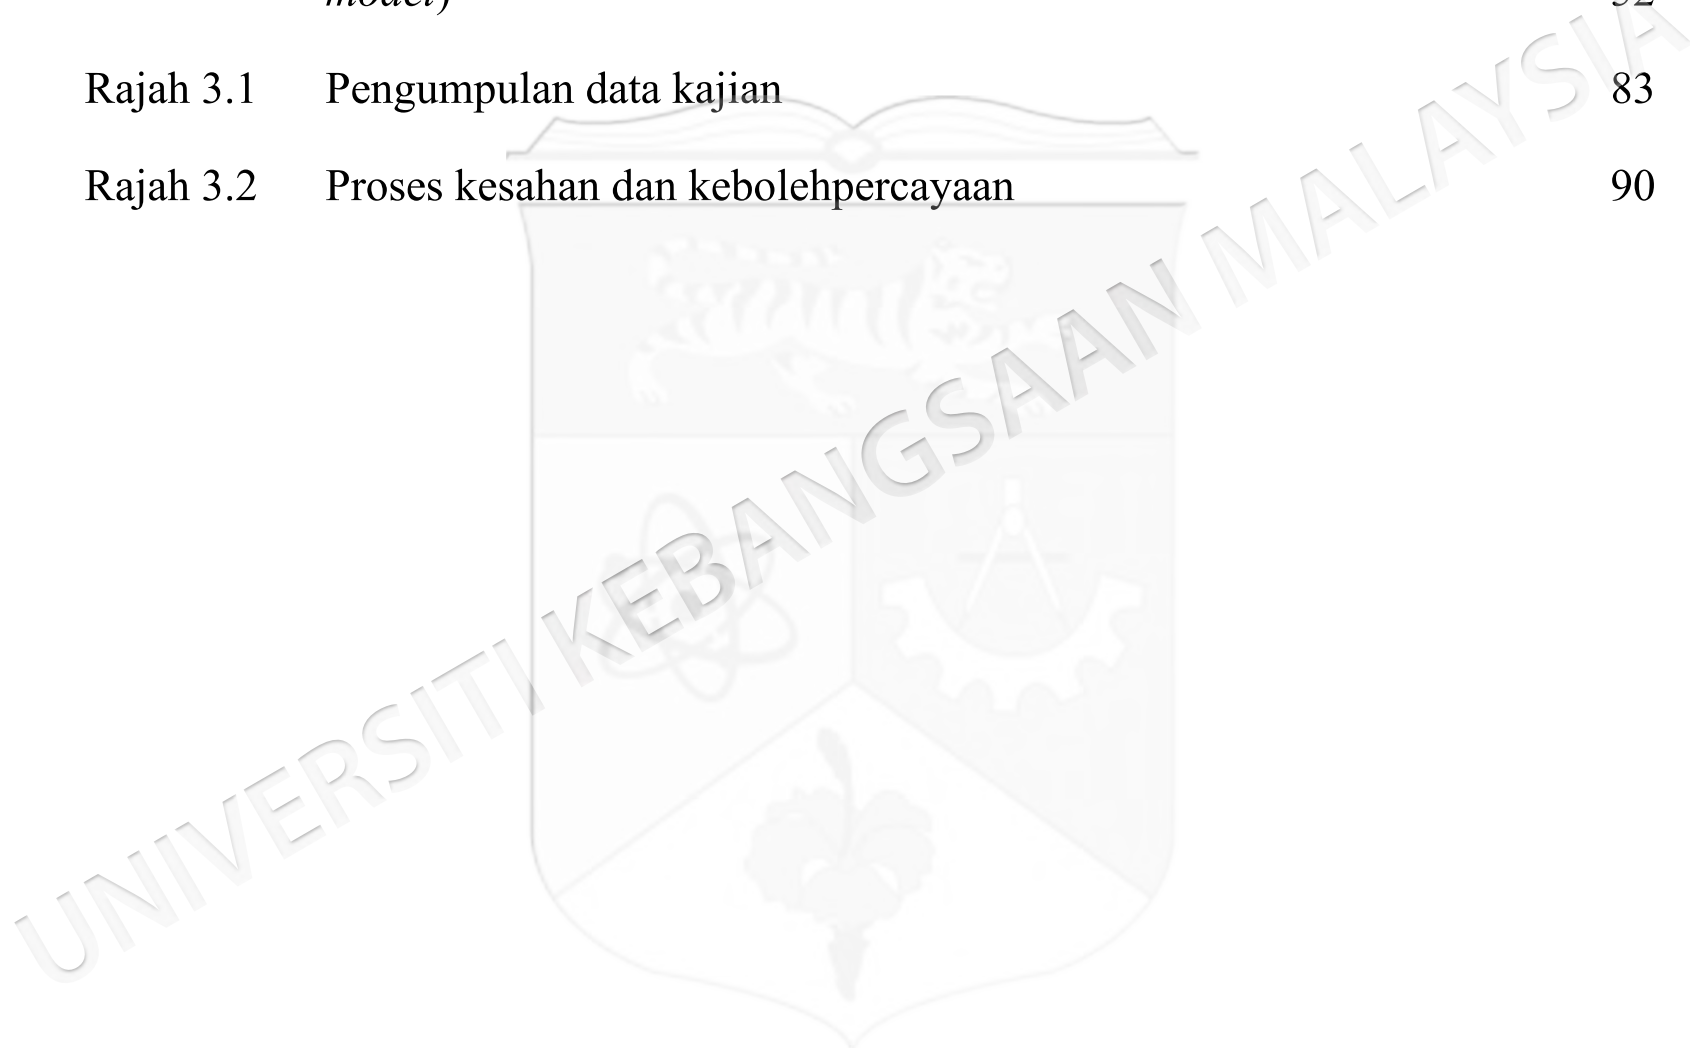 model)
Rajah 3.1 Pengumpulan data kajian 83
Rajah 3.2 Proses kesahan dan kebolehpercayaan 90
UNIVERSITI KEBANGSAAN MALAYSIA